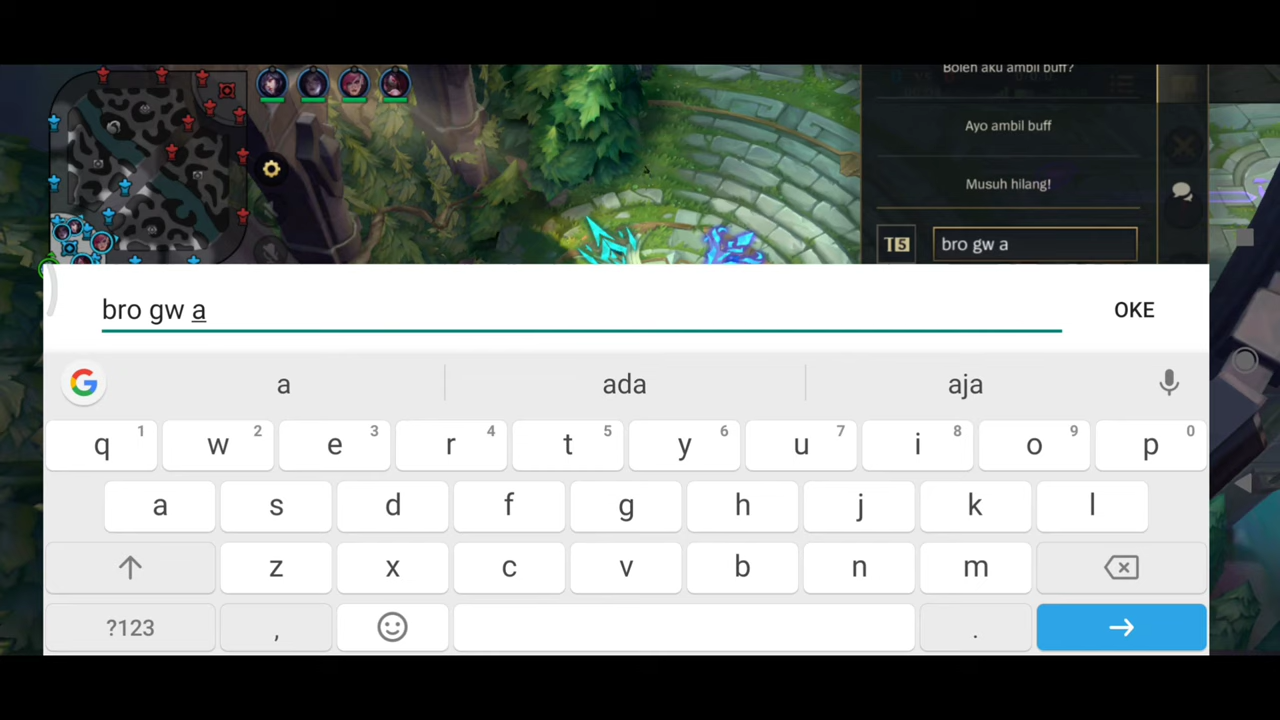 Boleh aku ambil buff?
Ayo ambil buff
Musuh hilang!
T5 bro gw a
bro gw a OKE
a ada aja
q 1 w 2 e 3 r 4 t 5 y 6 u 7 i 8 o 9 p 0
a s d f g h j k l
z x c v b n m
?123 , .